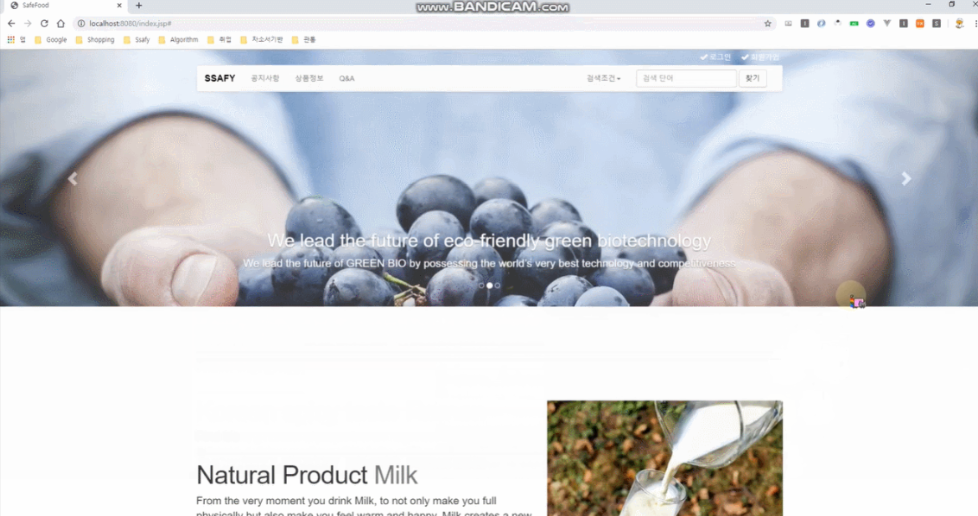 www.BANDICAM.com
SafeFood
localhost:8080/index.jsp#
앱 Google Shopping Ssafy Algorithm 취업 자소서기반 관통
로그인 회원가입
SSAFY 공지사항 상품정보 Q&A 검색조건 검색 단어 찾기
We lead the future of eco-friendly green biotechnology
We lead the future of GREEN BIO by possessing the world's very best technology and competitiveness.
Natural Product Milk
From the very moment you drink Milk, to not only make you full
physically but also make you feel warm and happy. Milk creates a new